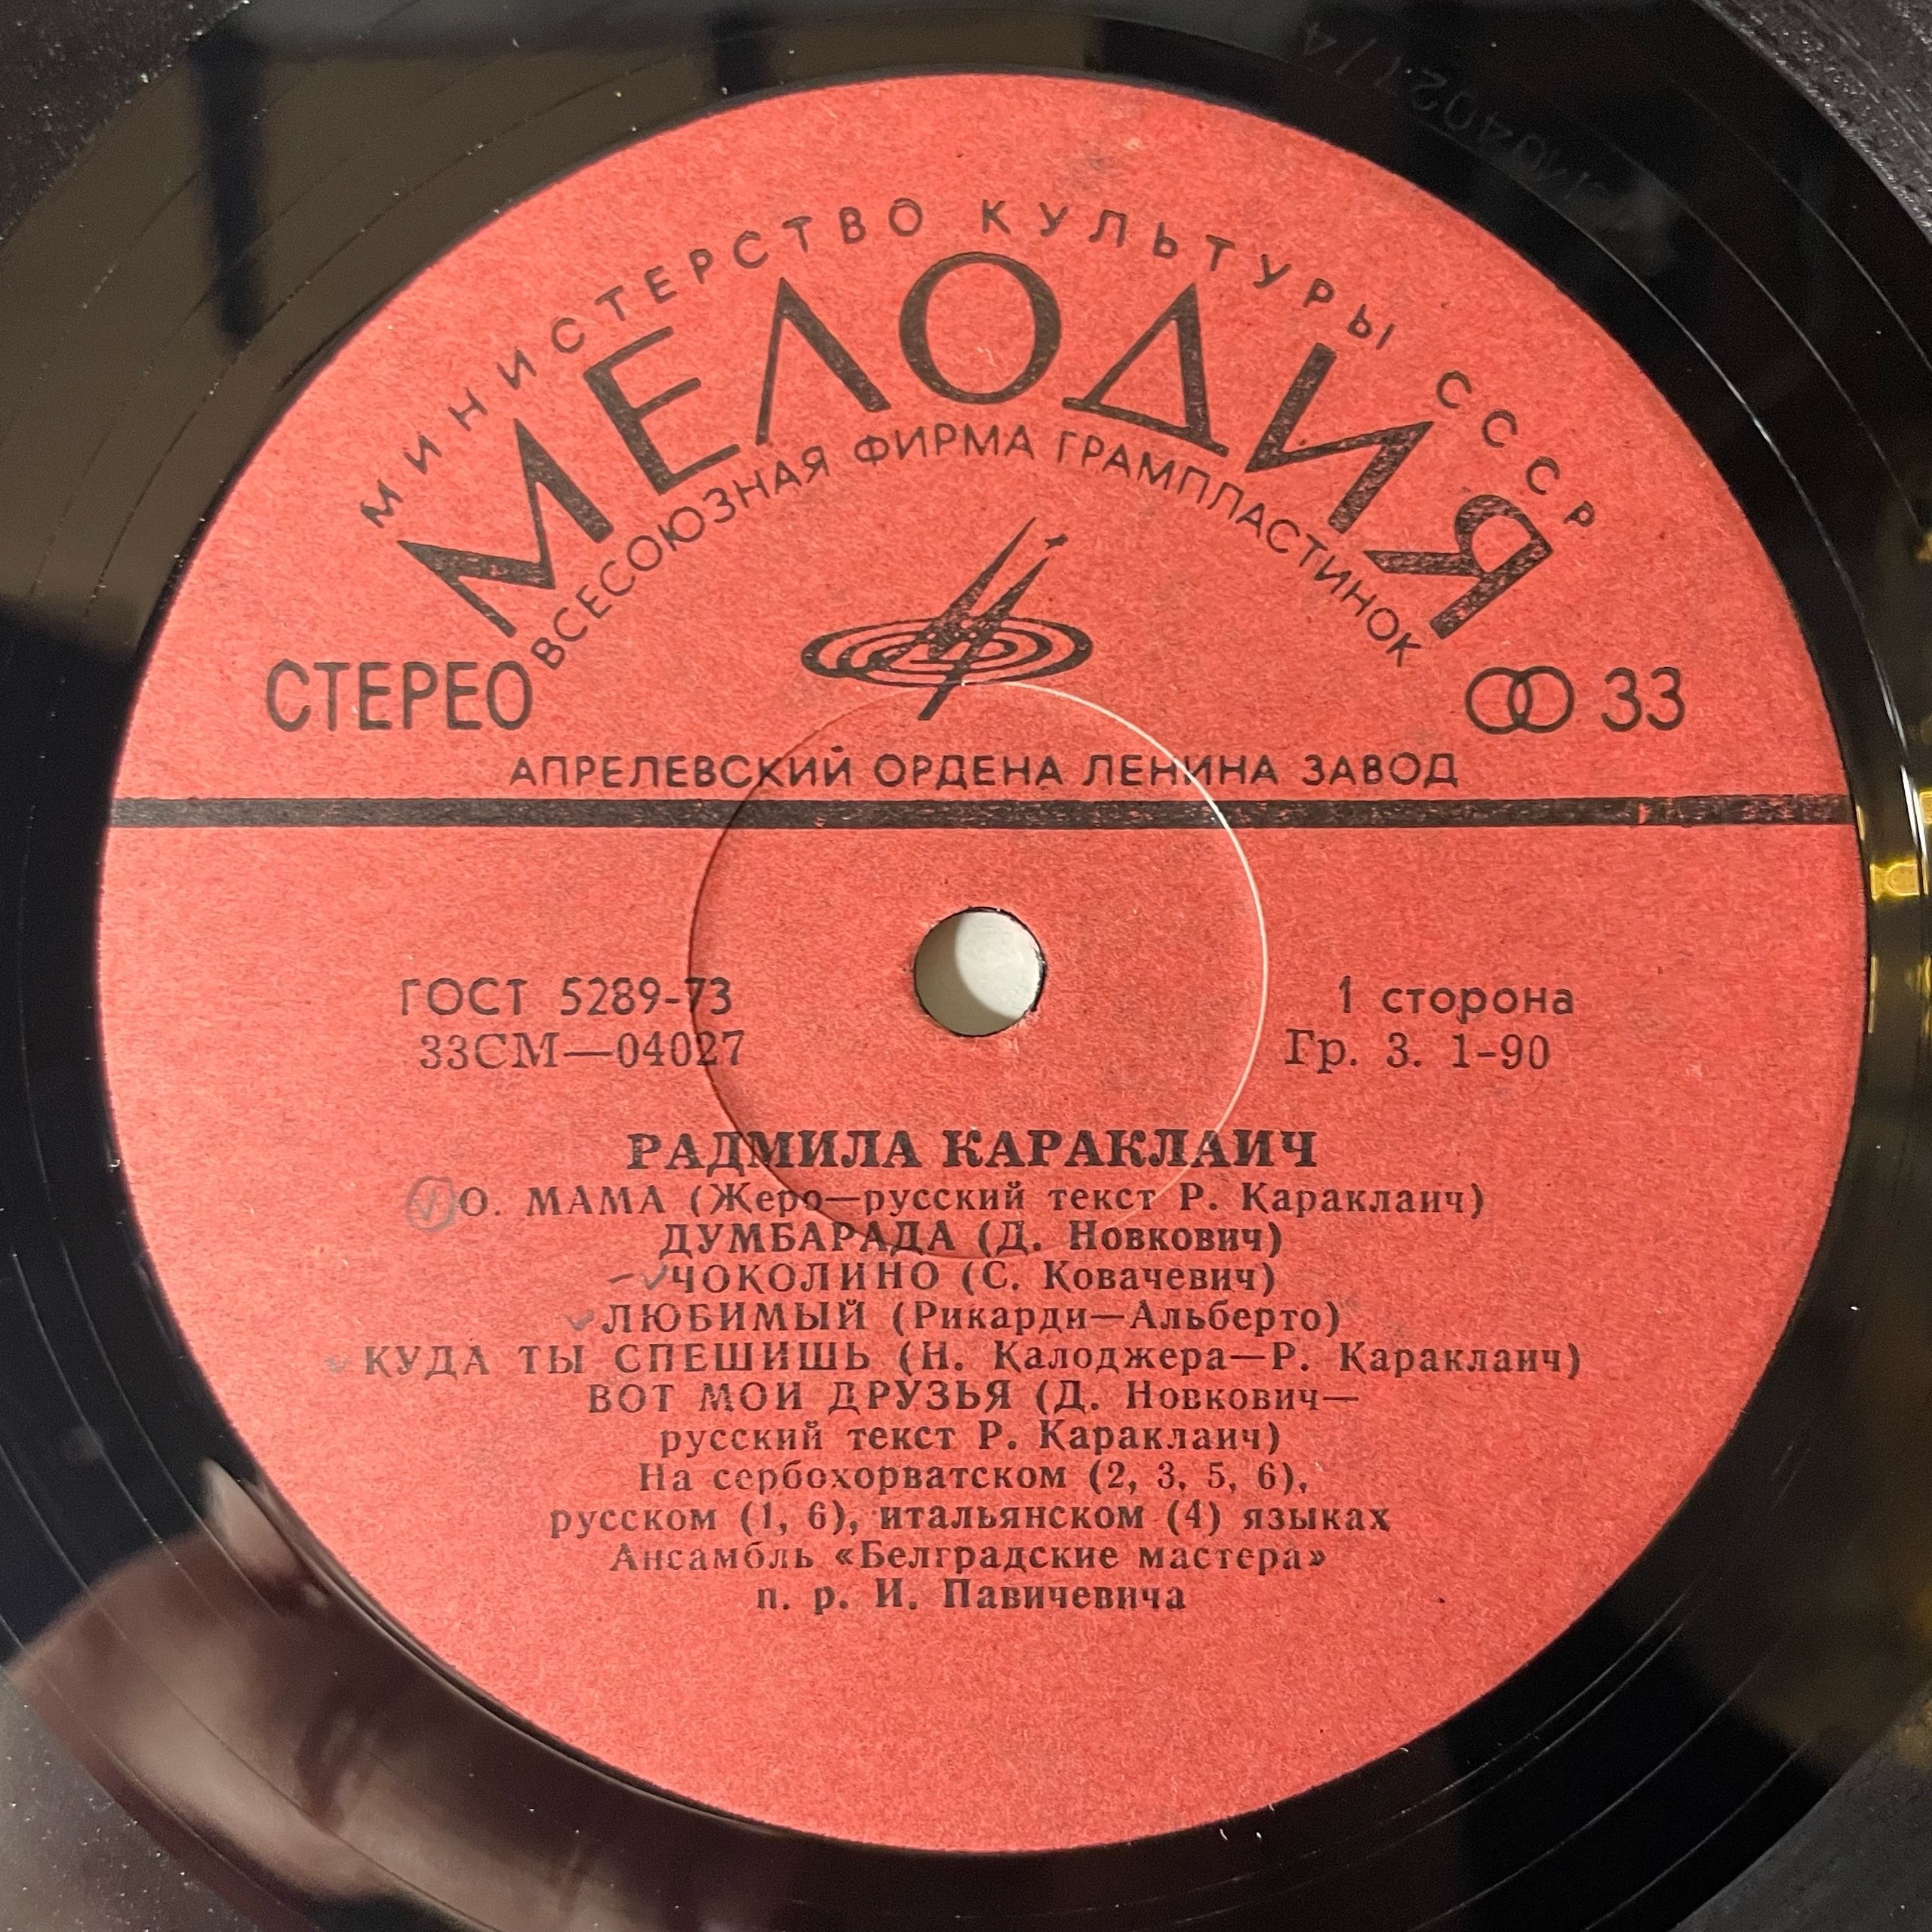 МИНИСТЕРСТВО КУЛЬТУРЫ СССР
МЕЛОДИЯ
ВСЕСОЮЗНАЯ ФИРМА ГРАМПЛАСТИНОК
СТЕРЕО
33
АПРЕЛЕВСКИЙ ОРДЕНА ЛЕНИНА ЗАВОД
ГОСТ 5289-73
1 сторона
33СМ—04027
Гр. 3. 1-90
РАДМИЛА КАРАКЛАИЧ
О. МАМА (Жеро—русский текст Р. Караклаич)
ДУМБАРАДА (Д. Новкович)
ЧОКОЛИНО (С. Ковачевич)
ЛЮБИМЫЙ (Рикарди—Альберто)
КУДА ТЫ СПЕШИШЬ (Н. Калоджера—Р. Караклаич)
ВОТ МОИ ДРУЗЬЯ (Д. Новкович—
русский текст Р. Караклаич)
На сербохорватском (2, 3, 5, 6),
русском (1, 6), итальянском (4) языках
Ансамбль «Белградские мастера»
п. р. И. Павичевича